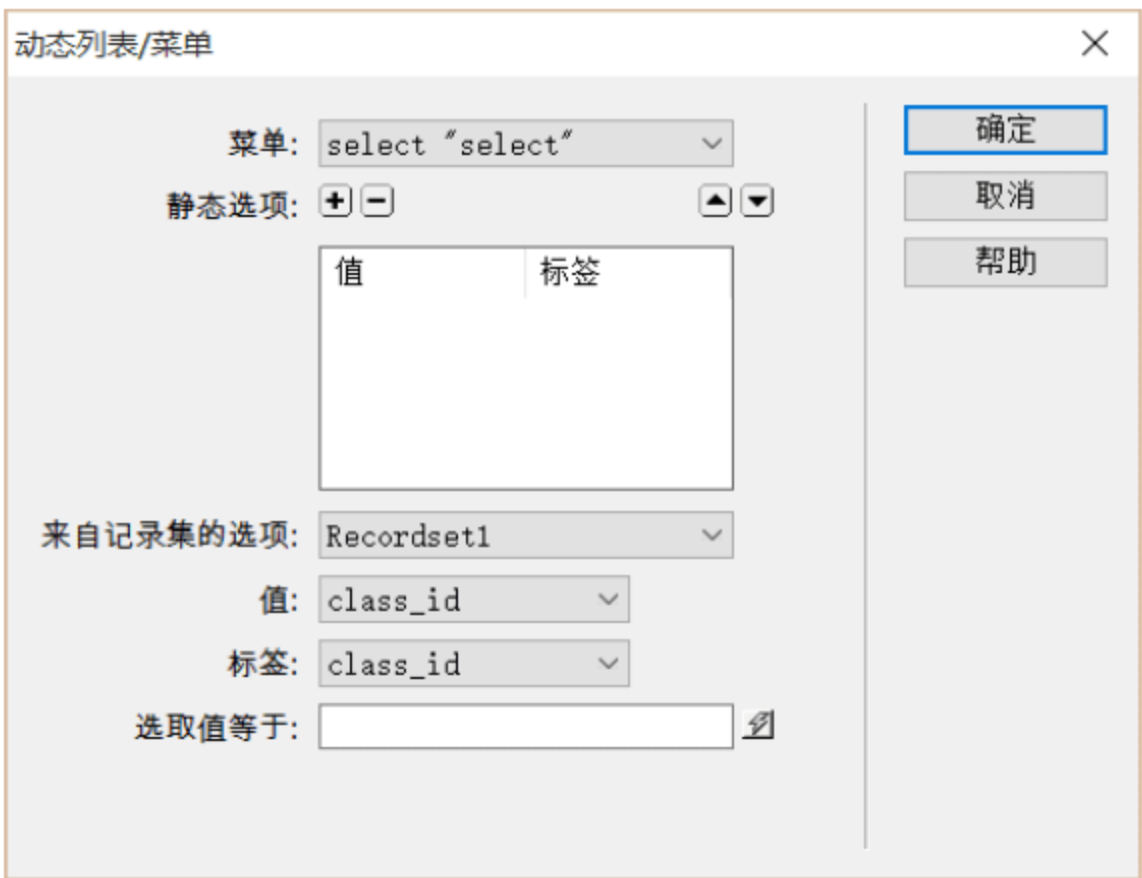 动态列表/菜单
菜单: select "select"
确定
静态选项:
取消
帮助
值 标签
来自记录集的选项: Recordset1
值: class_id
标签: class_id
选取值等于: